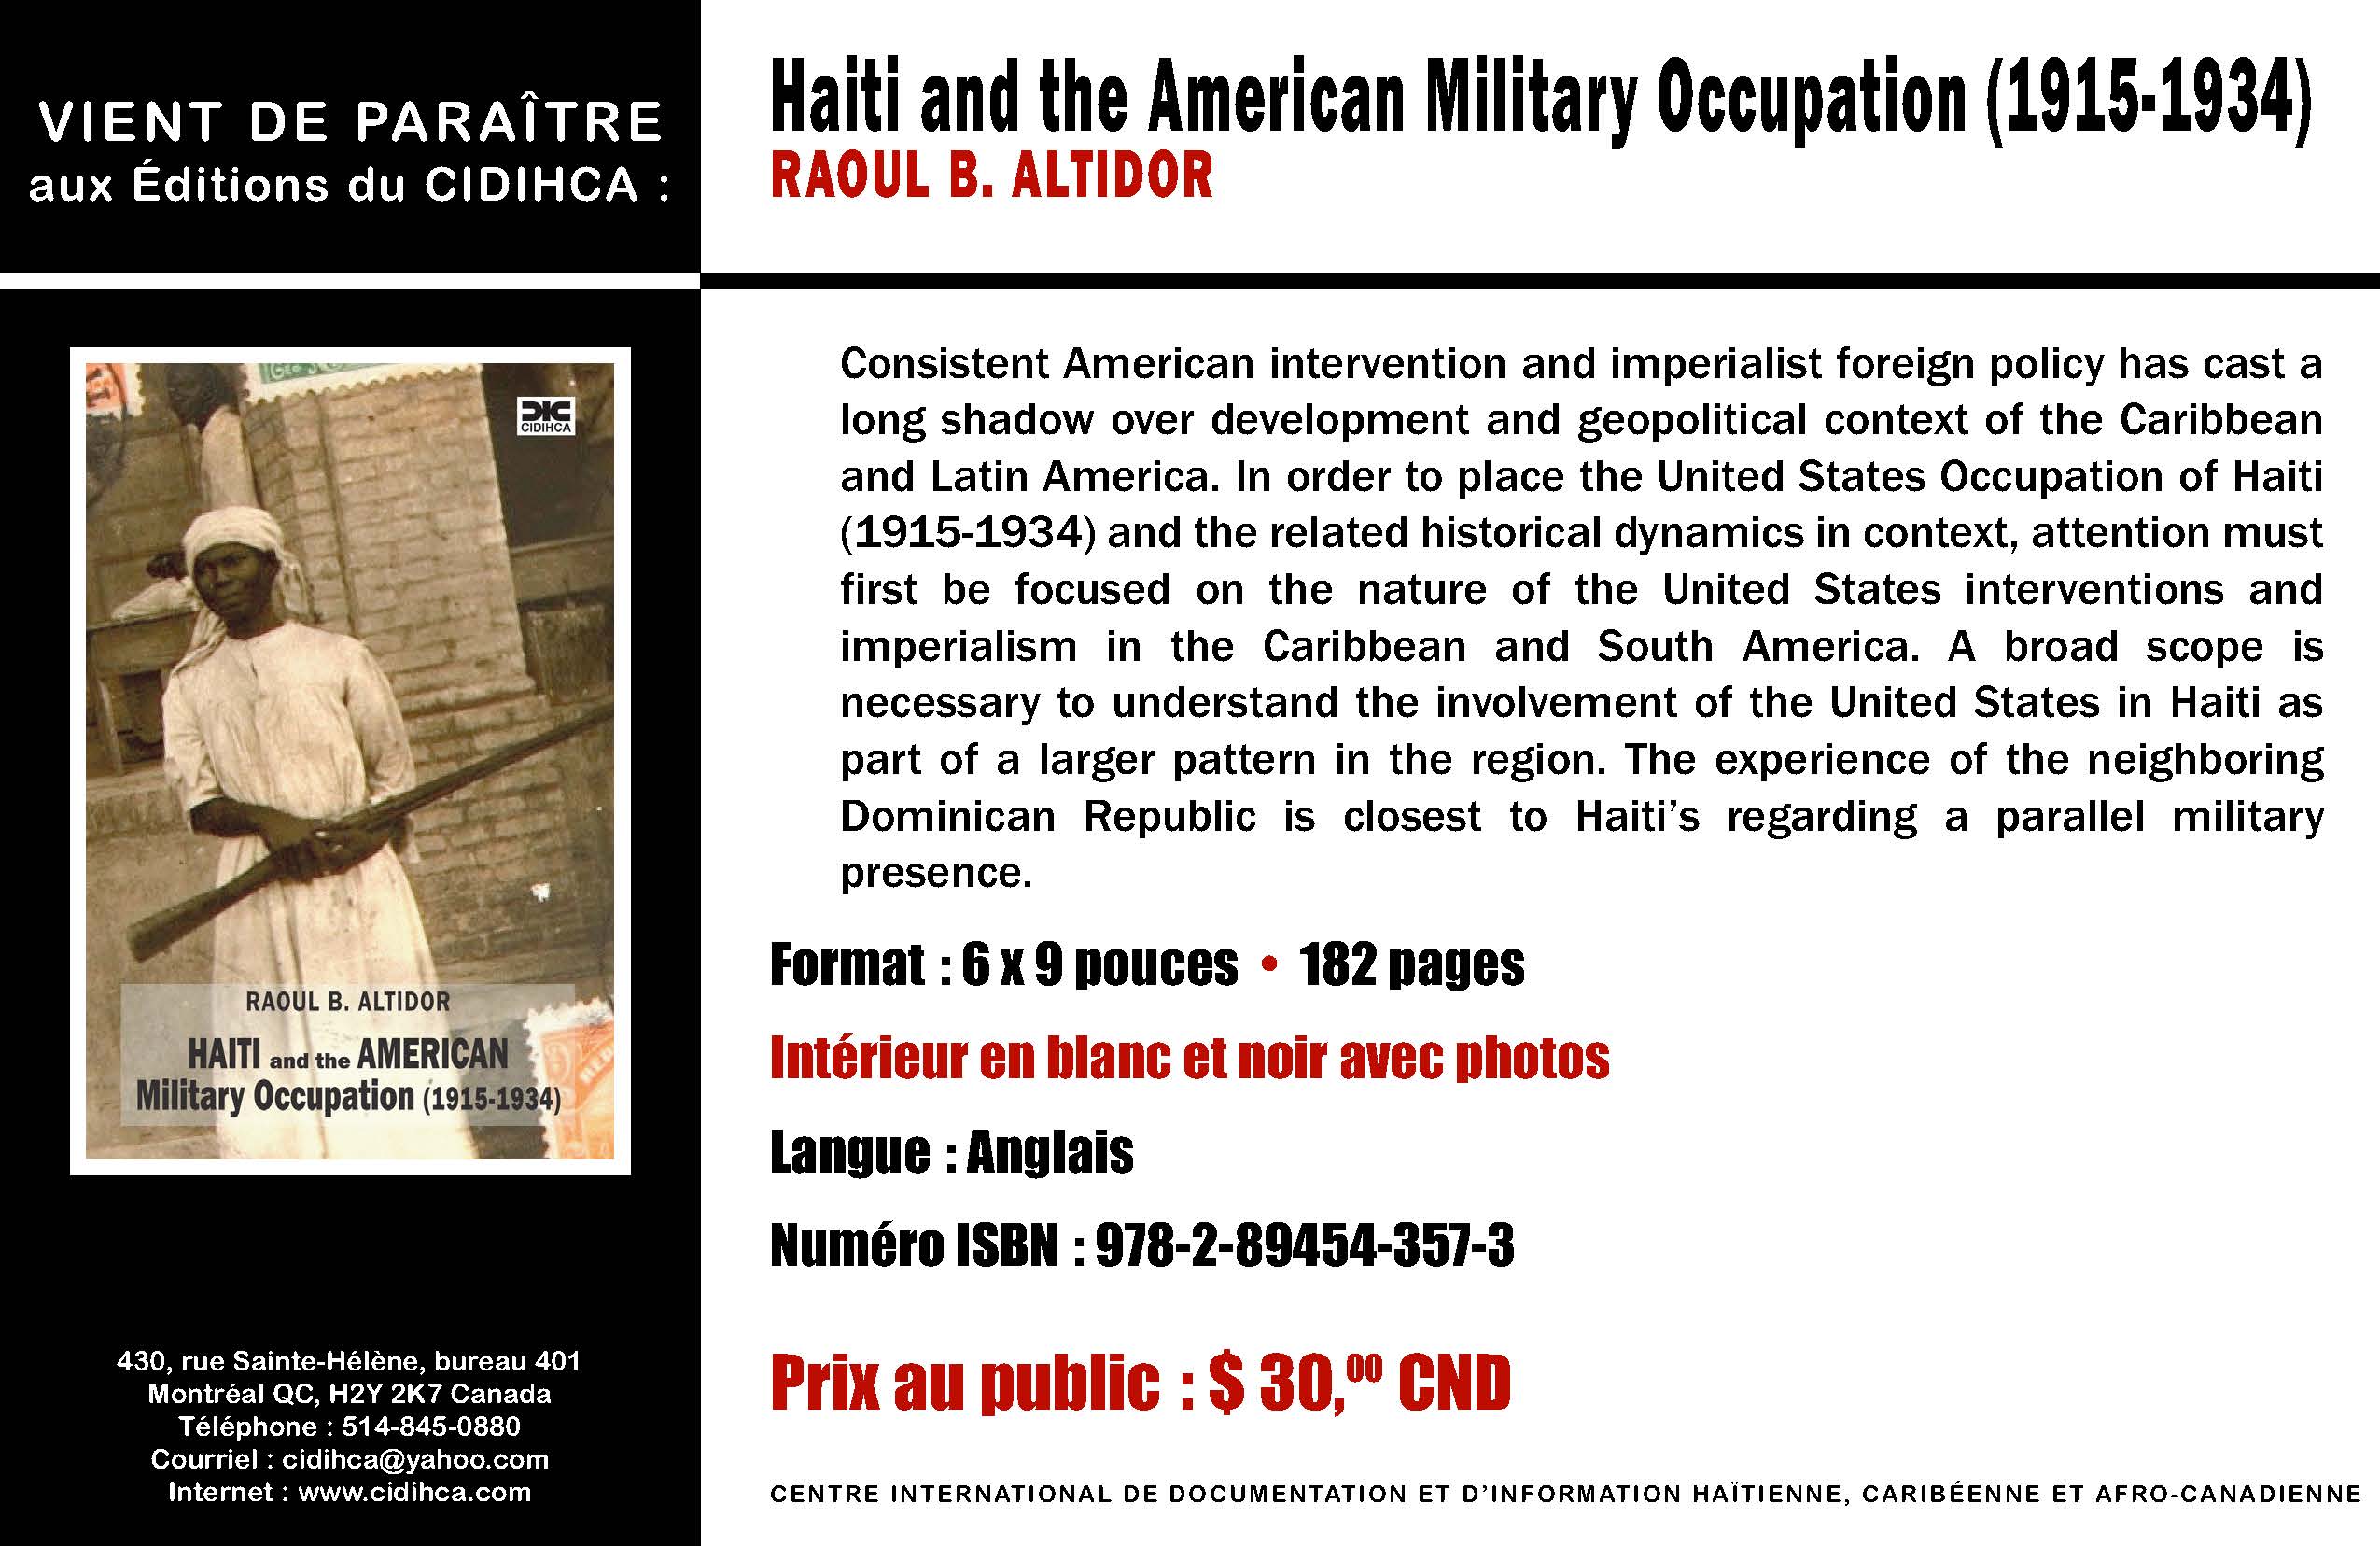 VIENT DE PARAÎTRE
aux Éditions du CIDIHCA :
Haiti and the American Military Occupation (1915-1934)
RAOUL B. ALTIDOR
CIDIHCA
RAOUL B. ALTIDOR
HAITI and the AMERICAN
Military Occupation (1915-1934)
Consistent American intervention and imperialist foreign policy has cast a
long shadow over development and geopolitical context of the Caribbean
and Latin America. In order to place the United States Occupation of Haiti
(1915-1934) and the related historical dynamics in context, attention must
first be focused on the nature of the United States interventions and
imperialism in the Caribbean and South America. A broad scope is
necessary to understand the involvement of the United States in Haiti as
part of a larger pattern in the region. The experience of the neighboring
Dominican Republic is closest to Haiti’s regarding a parallel military
presence.
Format : 6 x 9 pouces • 182 pages
Intérieur en blanc et noir avec photos
Langue : Anglais
Numéro ISBN : 978-2-89454-357-3
Prix au public : $ 30,00 CND
430, rue Sainte-Hélène, bureau 401
Montréal QC, H2Y 2K7 Canada
Téléphone : 514-845-0880
Courriel : cidihca@yahoo.com
Internet : www.cidihca.com
CENTRE INTERNATIONAL DE DOCUMENTATION ET D’INFORMATION HAÏTIENNE, CARIBÉENNE ET AFRO-CANADIENNE